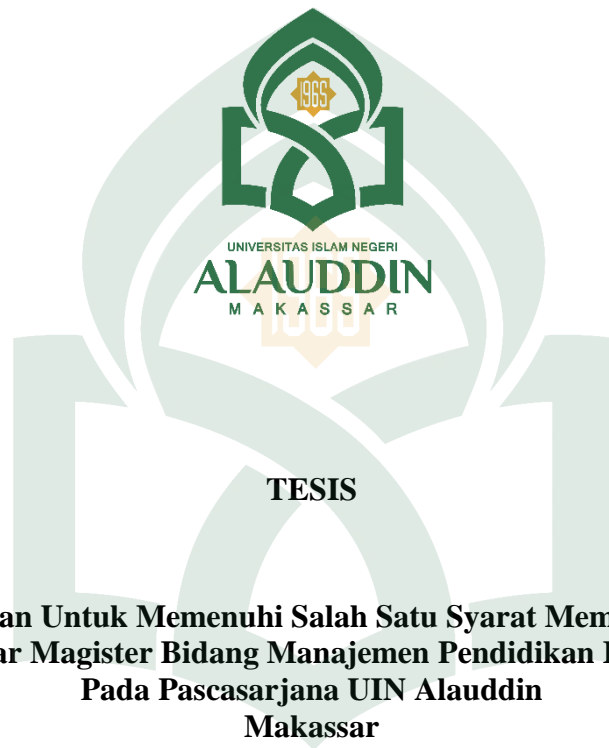 1965
UNIVERSITAS ISLAM NEGERI
ALAUDDIN
MAKASSAR
TESIS
an Untuk Memenuhi Salah Satu Syarat Mem
ar Magister Bidang Manajemen Pendidikan
Pada Pascasarjana UIN Alauddin
Makassar